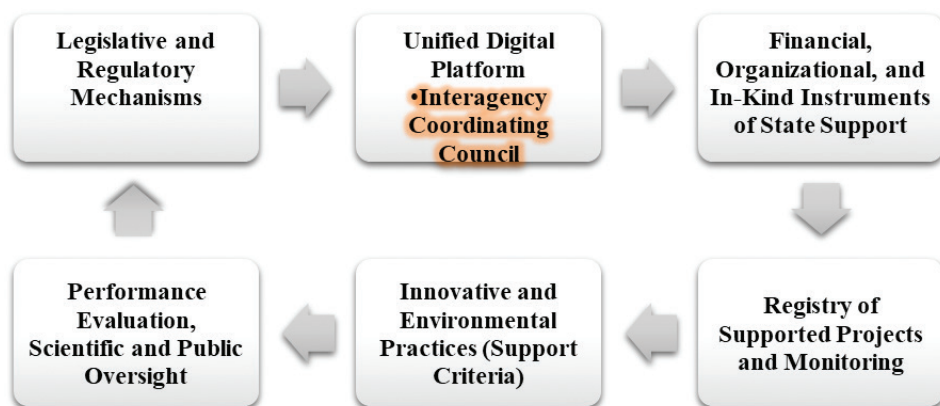 Legislative and
Regulatory
Mechanisms
Unified Digital
Platform
•Interagency
Coordinating
Council
Financial,
Organizational, and
In-Kind Instruments
of State Support
Performance
Evaluation,
Scientific and Public
Oversight
Innovative and
Environmental
Practices (Support
Criteria)
Registry of
Supported Projects
and Monitoring